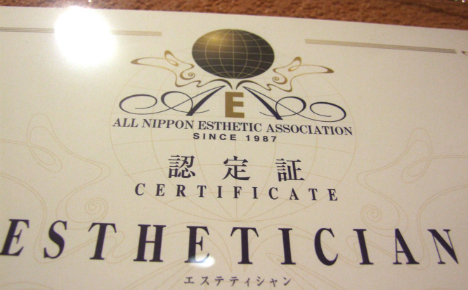 AEA
ALL NIPPON ESTHETIC ASSOCIATION
SINCE 1987
認定証
CERTIFICATE
ESTHETICIAN
エステティシャン